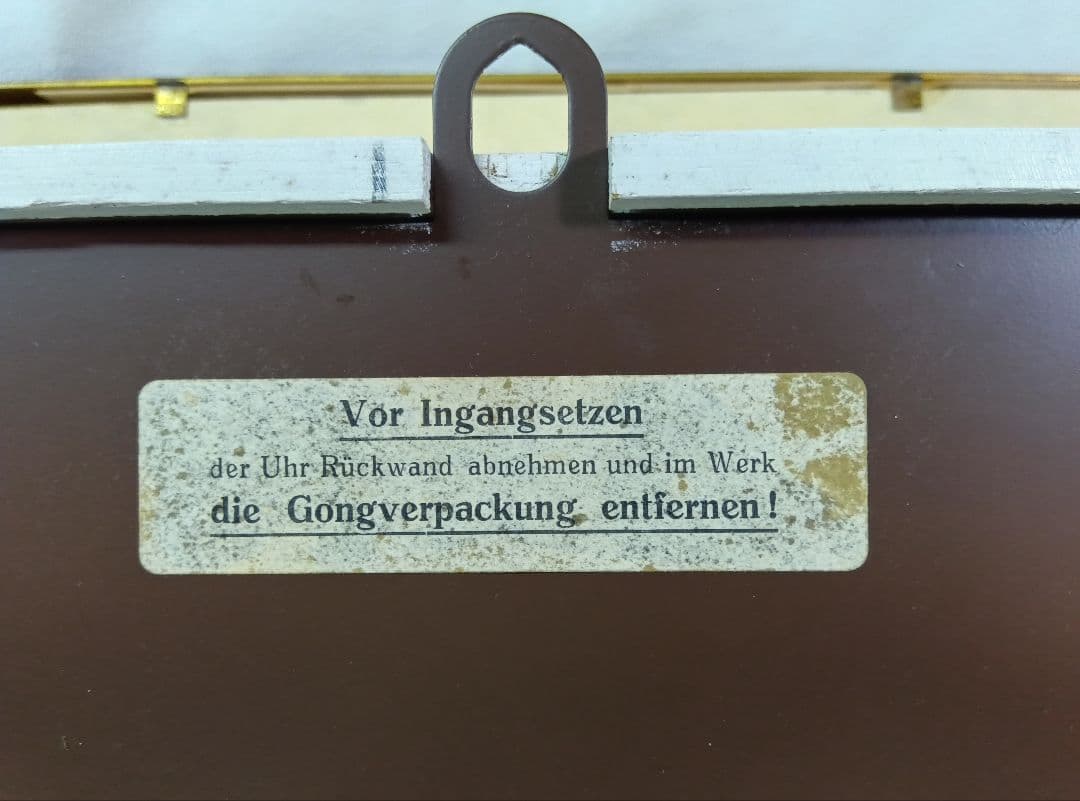 Vor Ingangsetzen
der Uhr Rückwand abnehmen und im Werk
die Gongverpackung entfernen!